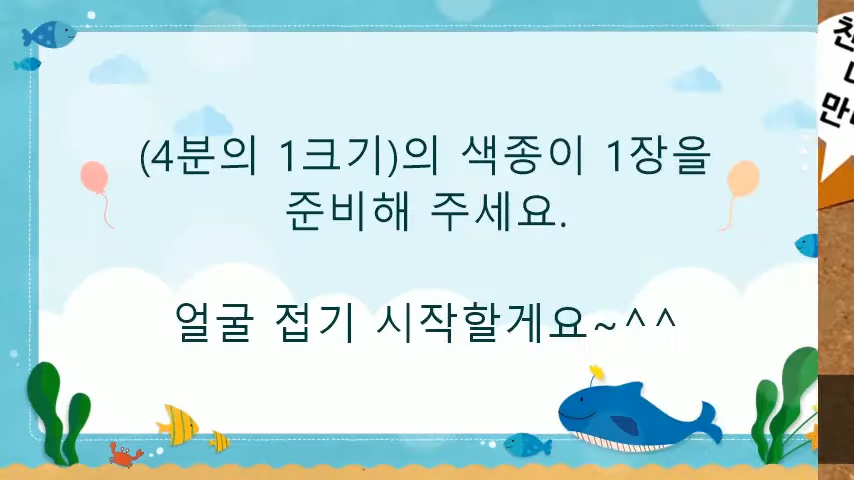 (4분의 1크기)의 색종이 1장을
준비해 주세요.
얼굴 접기 시작할게요~^^